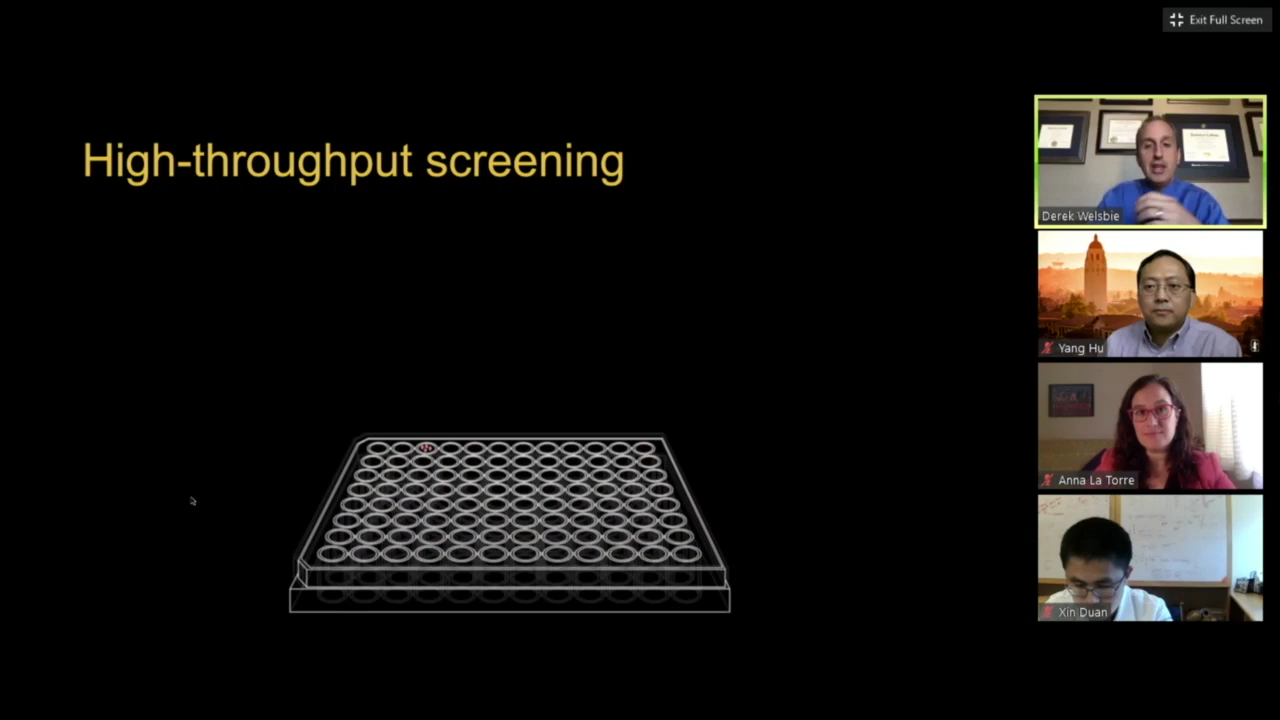 Exit Full Screen
High-throughput screening
Derek Welsbie
Yang Hu
Anna La Torre
Xin Duan